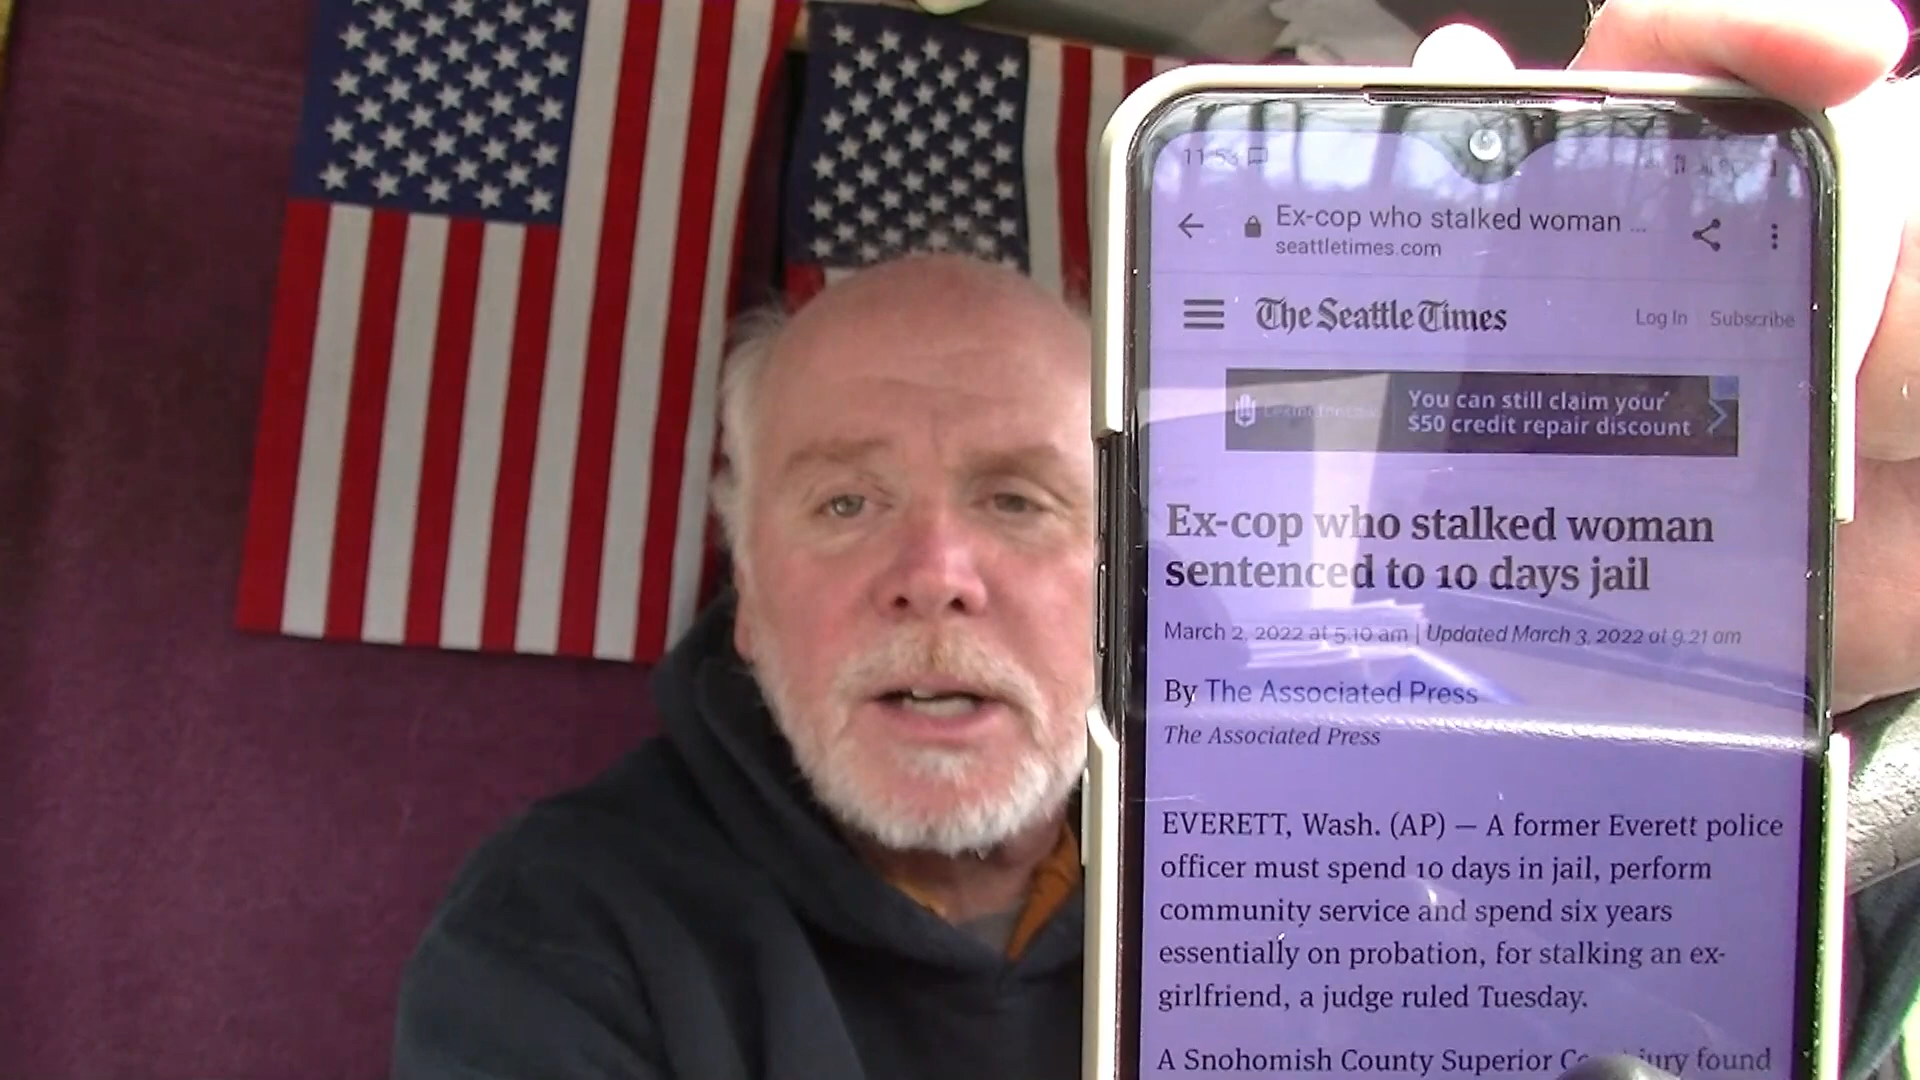 11:53
Ex-cop who stalked woman ...
seattletimes.com
The Seattle Times
Log In Subscribe
You can still claim your
$50 credit repair discount
Ex-cop who stalked woman
sentenced to 10 days jail
March 2, 2022 at 5:10 am | Updated March 3, 2022 at 9:21 am
By The Associated Press
The Associated Press
EVERETT, Wash. (AP) — A former Everett police
officer must spend 10 days in jail, perform
community service and spend six years
essentially on probation, for stalking an ex-
girlfriend, a judge ruled Tuesday.
A Snohomish County Superior jury found